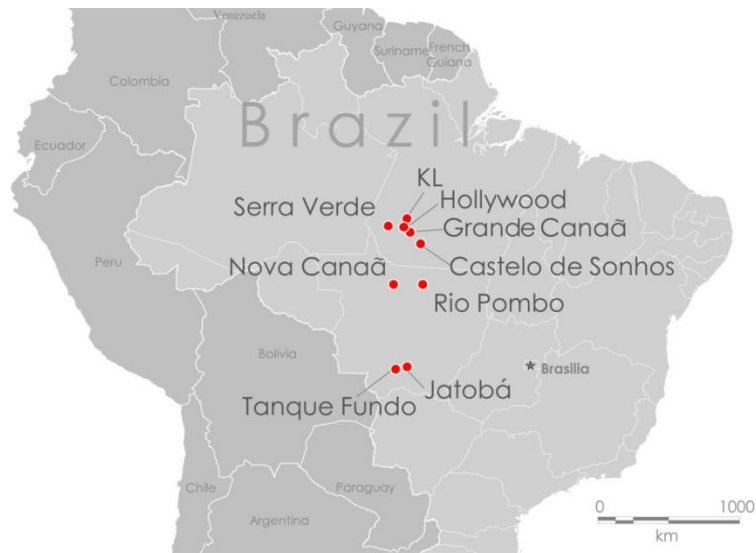 Venezuela
Guyana
Suriname
French
Guiana
Colombia
Brazil
Ecuador
KL
Hollywood
Serra Verde
Grande Canaã
Castelo de Sonhos
Peru
Nova Canaã
Rio Pombo
Bolivia
Brasilia
Jatobá
Tanque Fundo
Paraguay
Chile
Argentina
0 1000
km